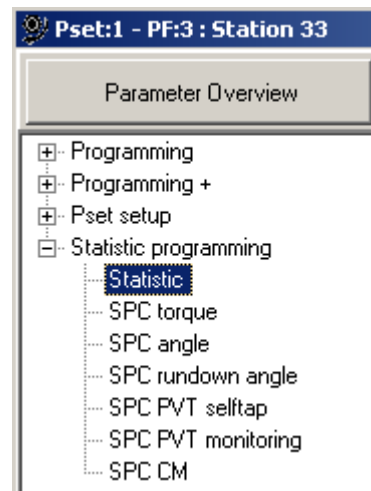 Pset:1 - PF:3 : Station 33
Parameter Overview
Programming
Programming +
Pset setup
Statistic programming
Statistic
SPC torque
SPC angle
SPC rundown angle
SPC PVT selftap
SPC PVT monitoring
SPC CM